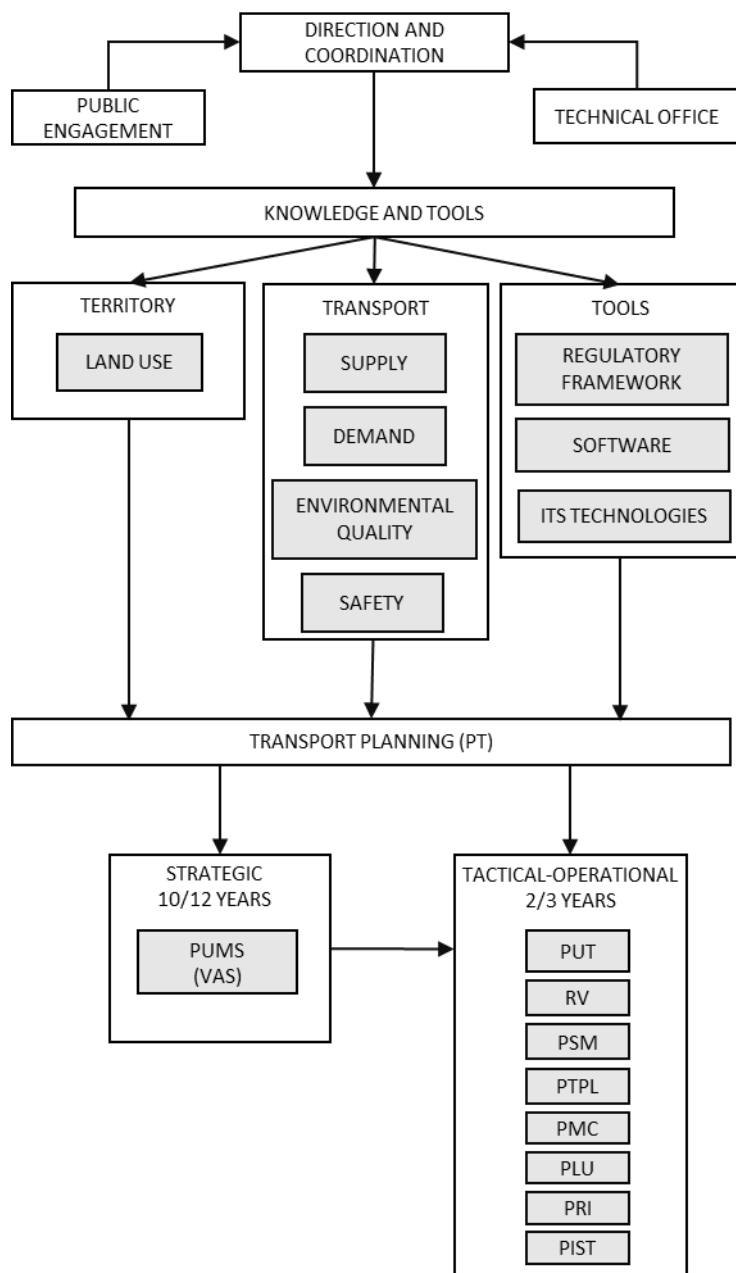 DIRECTION AND
COORDINATION
PUBLIC
ENGAGEMENT
TECHNICAL OFFICE
KNOWLEDGE AND TOOLS
TERRITORY
LAND USE
TRANSPORT
SUPPLY
DEMAND
ENVIRONMENTAL
QUALITY
SAFETY
TOOLS
REGULATORY
FRAMEWORK
SOFTWARE
ITS TECHNOLOGIES
TRANSPORT PLANNING (PT)
STRATEGIC
10/12 YEARS
PUMS
(VAS)
TACTICAL-OPERATIONAL
2/3 YEARS
PUT
RV
PSM
PTPL
PMC
PLU
PRI
PIST